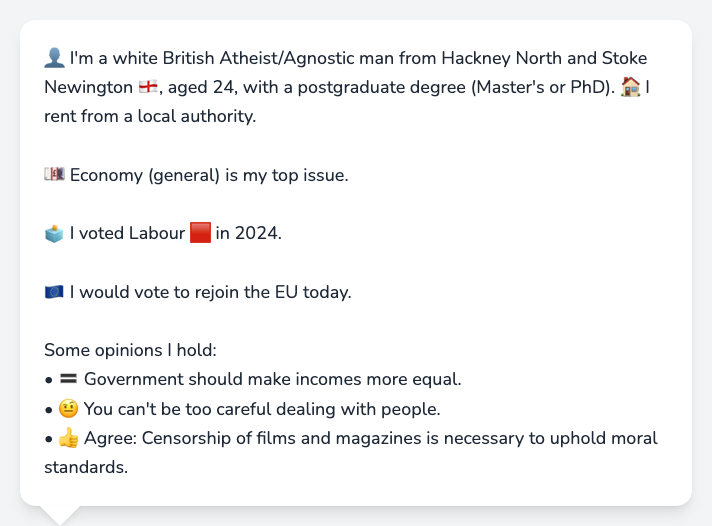 👤 I'm a white British Atheist/Agnostic man from Hackney North and Stoke
Newington 🏴󠁧󠁢󠁥󠁮󠁧󠁿, aged 24, with a postgraduate degree (Master's or PhD). 🏠 I
rent from a local authority.
💷 Economy (general) is my top issue.
🗳️ I voted Labour 🟥 in 2024.
🇪🇺 I would vote to rejoin the EU today.
Some opinions I hold:
• 🟰 Government should make incomes more equal.
• 🤨 You can't be too careful dealing with people.
• 👍 Agree: Censorship of films and magazines is necessary to uphold moral
standards.